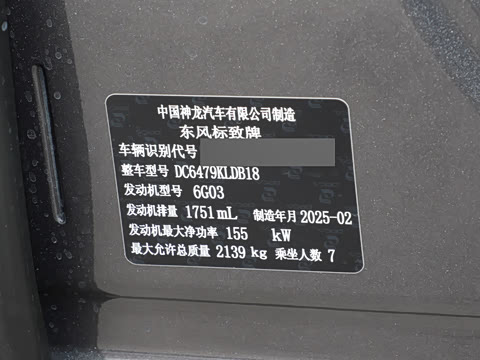 中国神龙汽车有限公司制造
东风标致牌
车辆识别代号
整车型号 DC6479KLDB18
发动机型号 6G03
发动机排量 1751 mL 制造年月 2025-02
发动机最大净功率 155 kW
最大允许总质量 2139 kg 乘坐人数 7